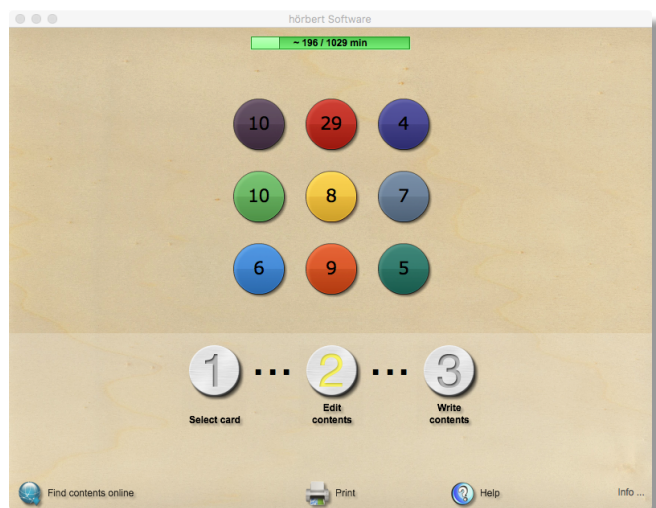 hörbert Software
~ 196 / 1029 min
10 29 4
10 8 7
6 9 5
1 ... 2 ... 3
Select card
Edit
contents
Write
contents
Find contents online
Print
Help
Info ...